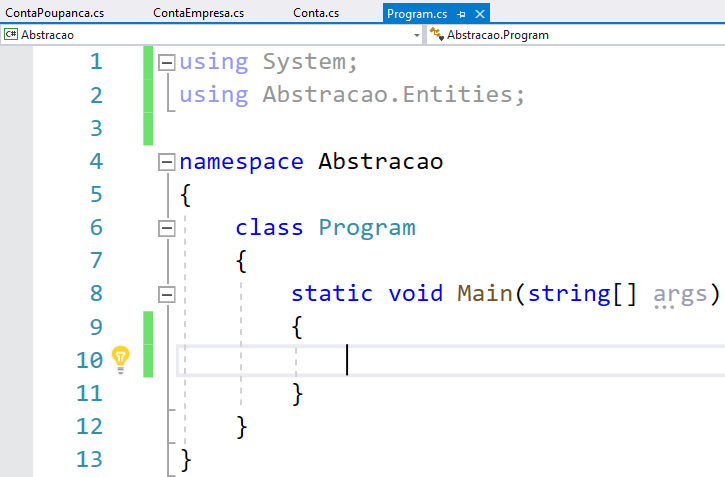 ContaPoupanca.cs ContaEmpresa.cs Conta.cs Program.cs
C# Abstracao Abstracao.Program
1 using System;
2 using Abstracao.Entities;
3
4 namespace Abstracao
5 {
6 class Program
7 {
8 static void Main(string[] args)
9 {
10
11 }
12 }
13 }